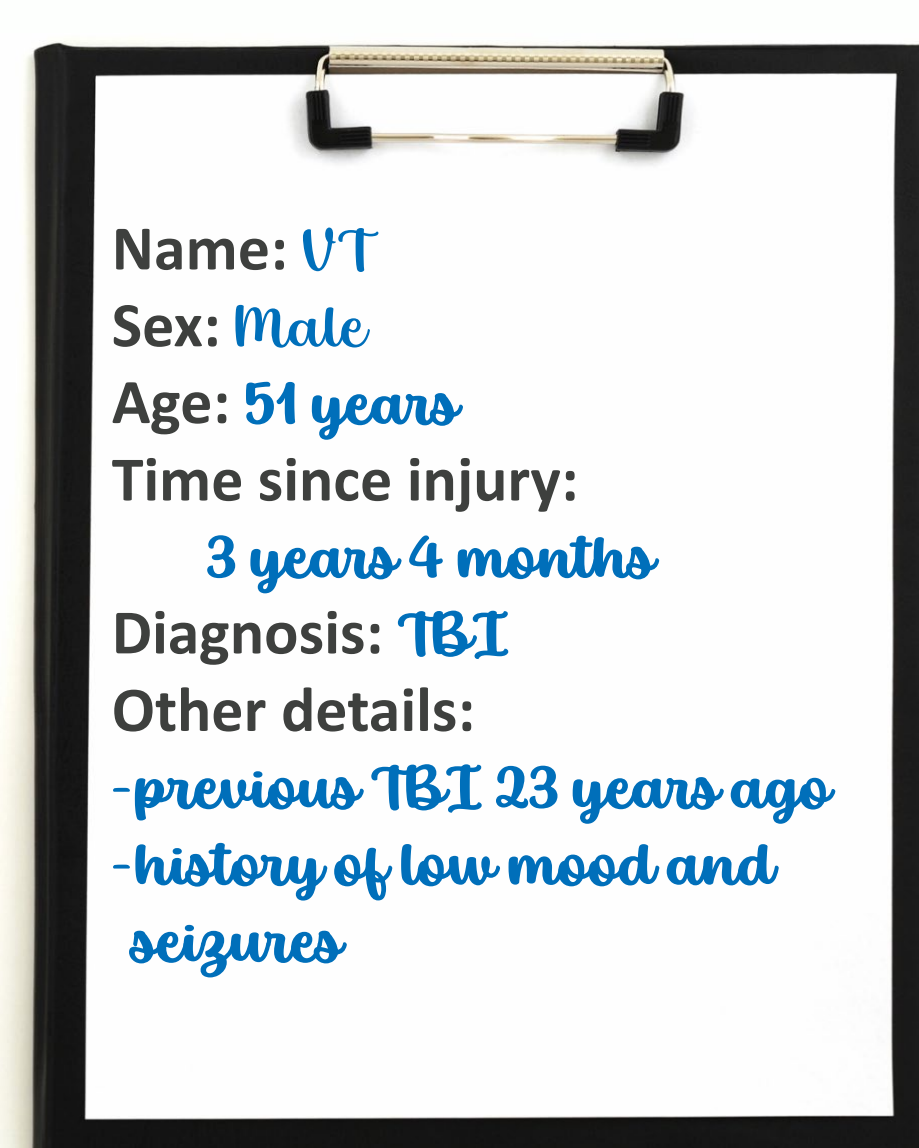 Name: VT
Sex: Male
Age: 51 years
Time since injury:
3 years 4 months
Diagnosis: TBI
Other details:
-previous TBI 23 years ago
-history of low mood and
seizures